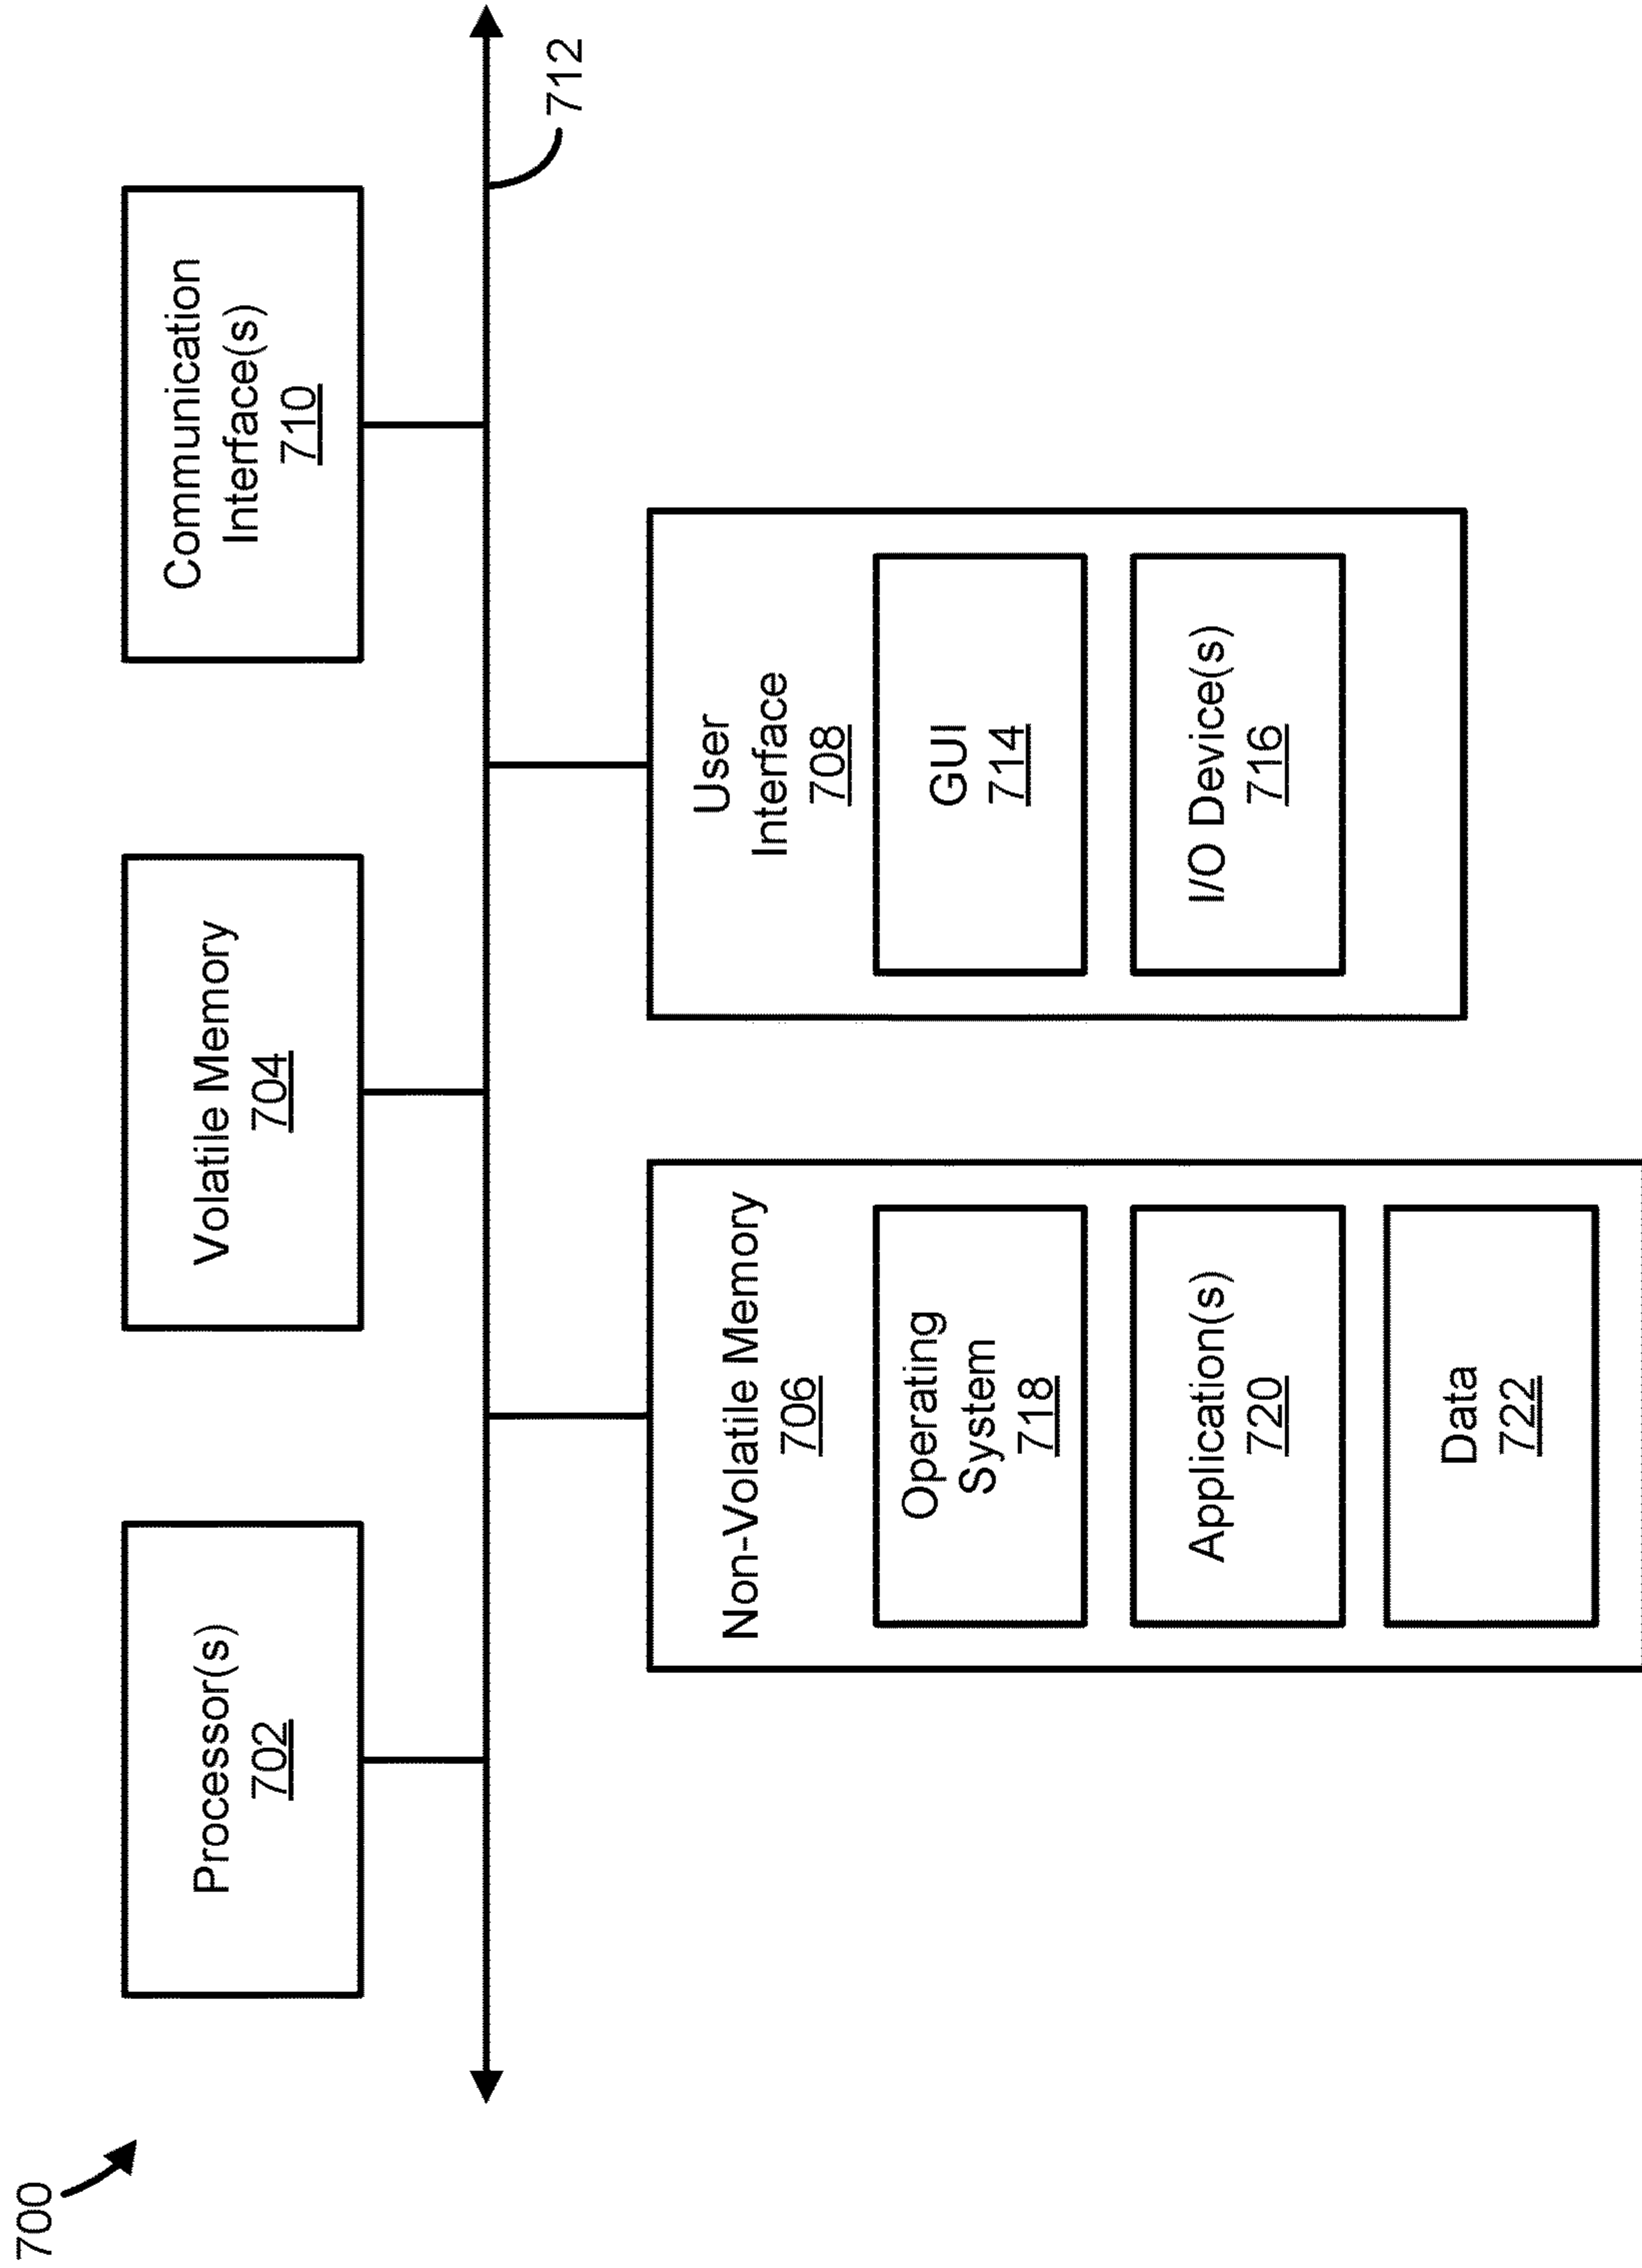 700
Processor(s)
702
Volatile Memory
704
Communication
Interface(s)
710
712
Non-Volatile Memory
706
Operating
System
718
Application(s)
720
Data
722
User
Interface
708
GUI
714
I/O Device(s)
716